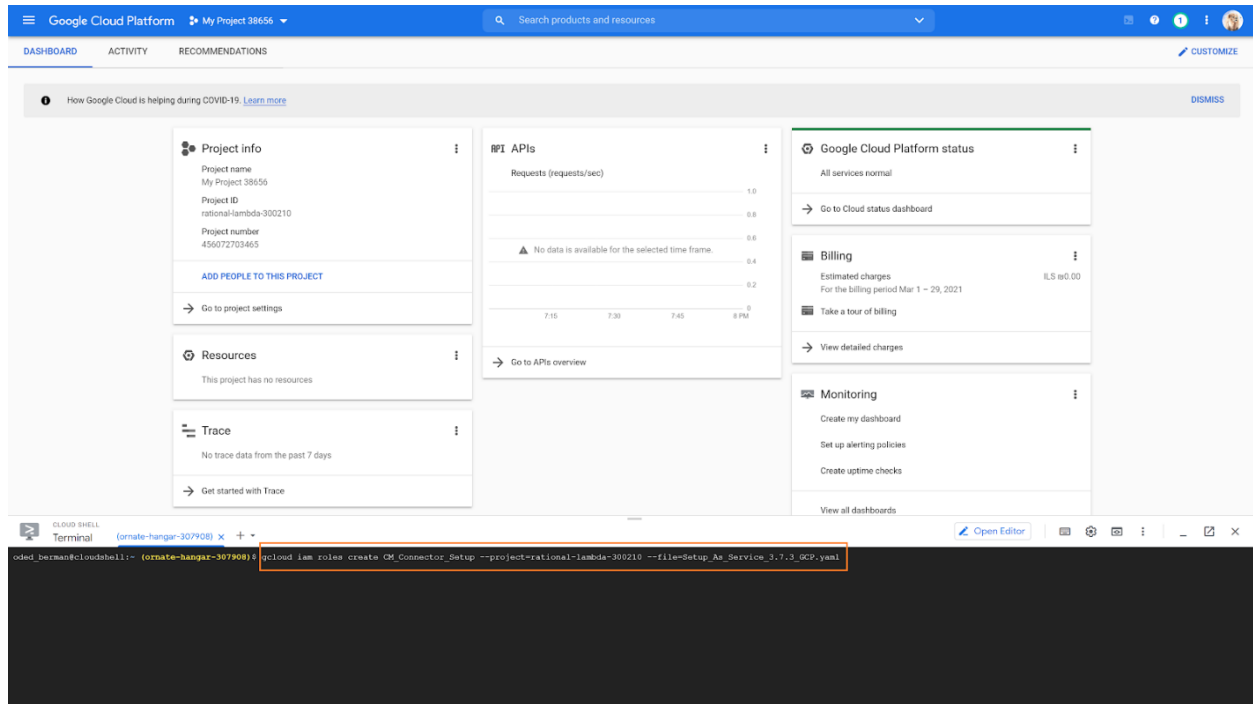 Google Cloud Platform My Project 38656
Search products and resources
1
DASHBOARD ACTIVITY RECOMMENDATIONS
CUSTOMIZE
How Google Cloud is helping during COVID-19. Learn more
DISMISS
Project info
Project name
My Project 38656
Project ID
rational-lambda-300210
Project number
456072703465
ADD PEOPLE TO THIS PROJECT
Go to project settings
Resources
This project has no resources
Trace
No trace data from the past 7 days
Get started with Trace
API APIs
Requests (requests/sec)
1.0
0.8
0.6
No data is available for the selected time frame.
0.4
0.2
0
7:15 7:30 7:45 8 PM
Go to APIs overview
Google Cloud Platform status
All services normal
Go to Cloud status dashboard
Billing
Estimated charges ILS ₪0.00
For the billing period Mar 1 – 29, 2021
Take a tour of billing
View detailed charges
Monitoring
Create my dashboard
Set up alerting policies
Create uptime checks
View all dashboards
CLOUD SHELL
Terminal (ornate-hangar-307908) × + Open Editor
oded_berman@cloudshell:~ (ornate-hangar-307908)$ gcloud iam roles create CM_Connector_Setup --project=rational-lambda-300210 --file=Setup_As_Service_3.7.3_GCP.yaml